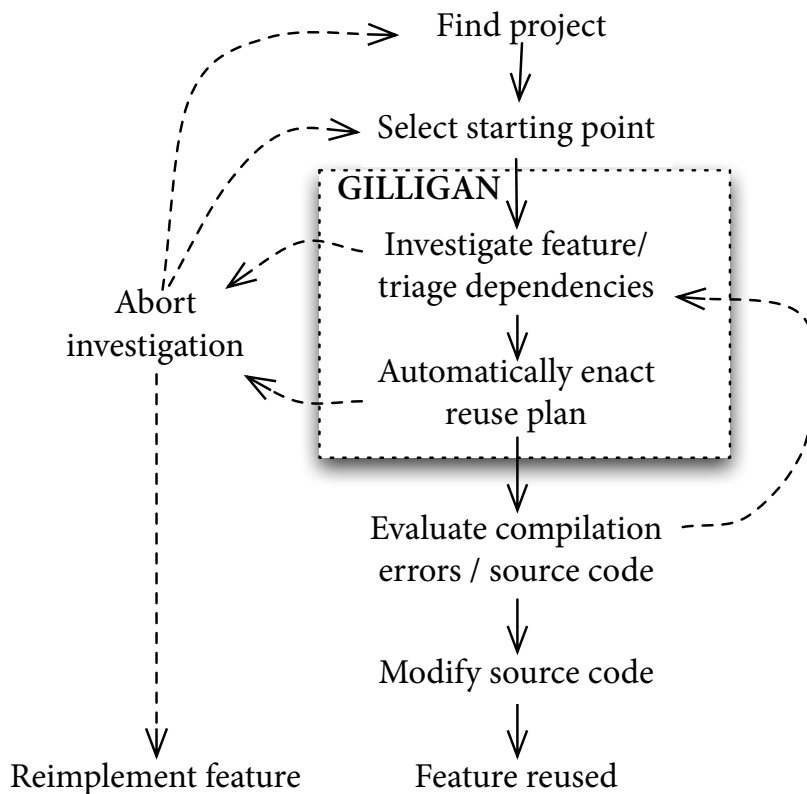 Find project
Select starting point
GILLIGAN
Investigate feature/
triage dependencies
Abort
investigation
Automatically enact
reuse plan
Evaluate compilation
errors / source code
Modify source code
Reimplement feature
Feature reused